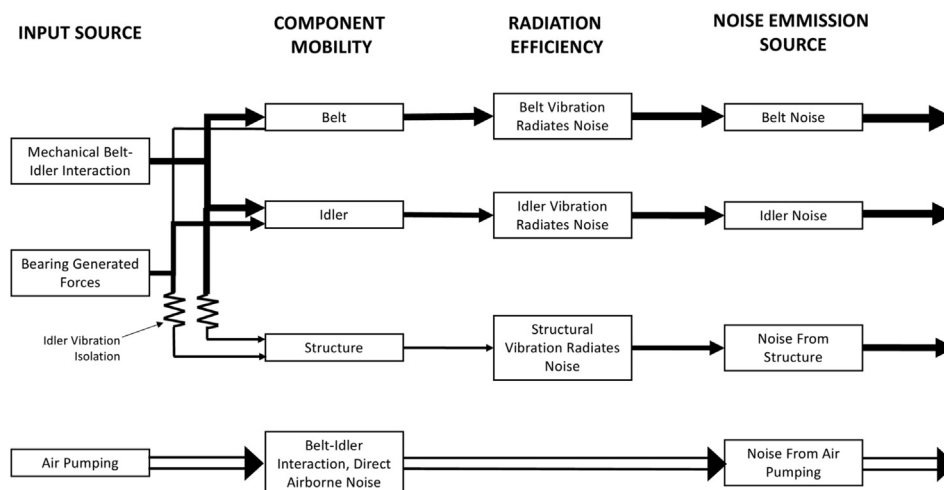 INPUT SOURCE
COMPONENT
MOBILITY
RADIATION
EFFICIENCY
NOISE EMMISSION
SOURCE
Belt
Belt Vibration
Radiates Noise
Belt Noise
Mechanical Belt-
Idler Interaction
Idler
Idler Vibration
Radiates Noise
Idler Noise
Bearing Generated
Forces
Idler Vibration
Isolation
Structure
Structural
Vibration Radiates
Noise
Noise From
Structure
Air Pumping
Belt-Idler
Interaction, Direct
Airborne Noise
Noise From Air
Pumping